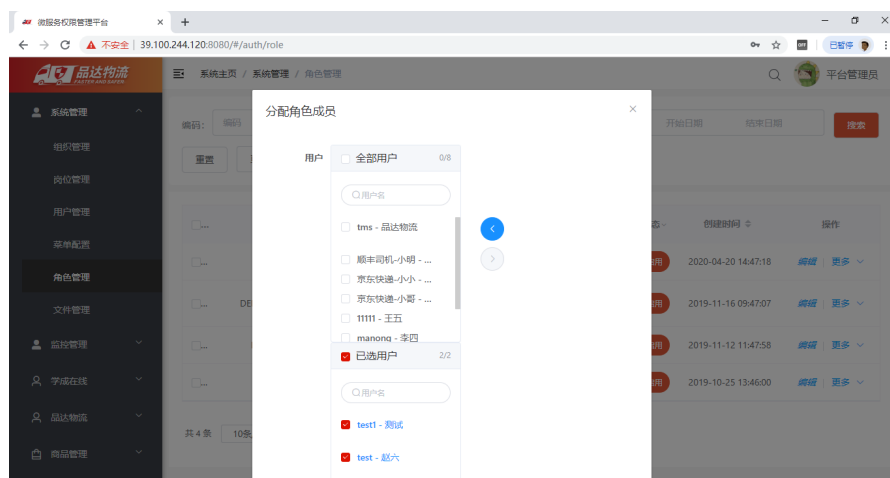 微服务权限管理平台
不安全 39.100.244.120:8080/#/auth/role
OFF
已暂停
品达物流
FASTER AND SAFER
系统主页 / 系统管理 / 角色管理
平台管理员
系统管理
组织管理
岗位管理
用户管理
菜单配置
角色管理
文件管理
监控管理
学成在线
品达物流
商品管理
编码: 编码
开始日期 结束日期 搜索
重置
分配角色成员
用户
全部用户 0/8
用户名
tms - 品达物流
顺丰司机-小明 - ...
京东快递-小小 - ...
京东快递-小哥 - ...
11111 - 王五
manong - 李四
已选用户 2/2
用户名
test1 - 测试
test - 赵六
创建时间 操作
... 用 2020-04-20 14:47:18 编辑 更多
... DE 用 2019-11-16 09:47:07 编辑 更多
... 用 2019-11-12 11:47:58 编辑 更多
... 用 2019-10-25 13:46:00 编辑 更多
共 4 条 10条